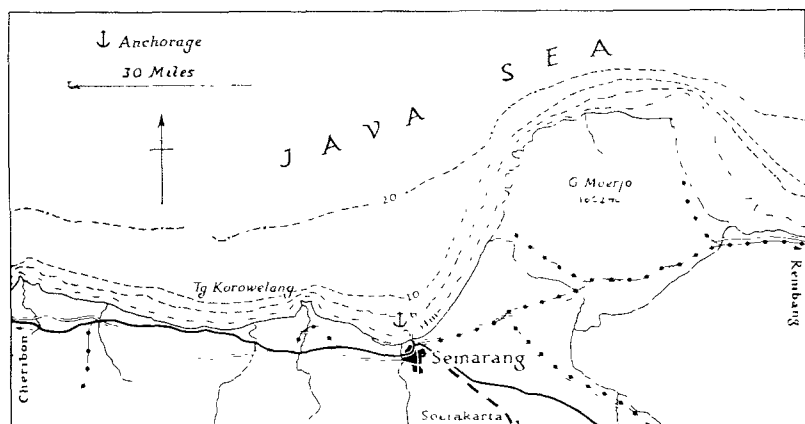 Anchorage
30 Miles
JAVA SEA
20
G Moerjo
Tg Korowelang
10
Semarang
Soerakarta
Cheribon
Rembang